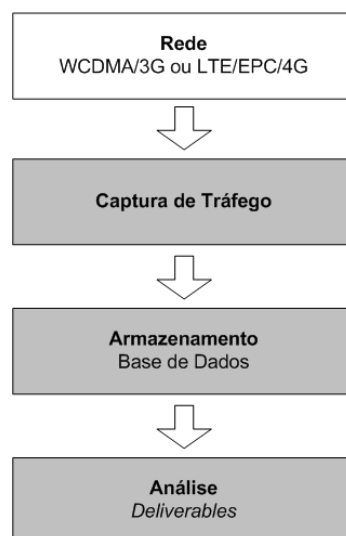 Rede
WCDMA/3G ou LTE/EPC/4G
Captura de Tráfego
Armazenamento
Base de Dados
Análise
Deliverables